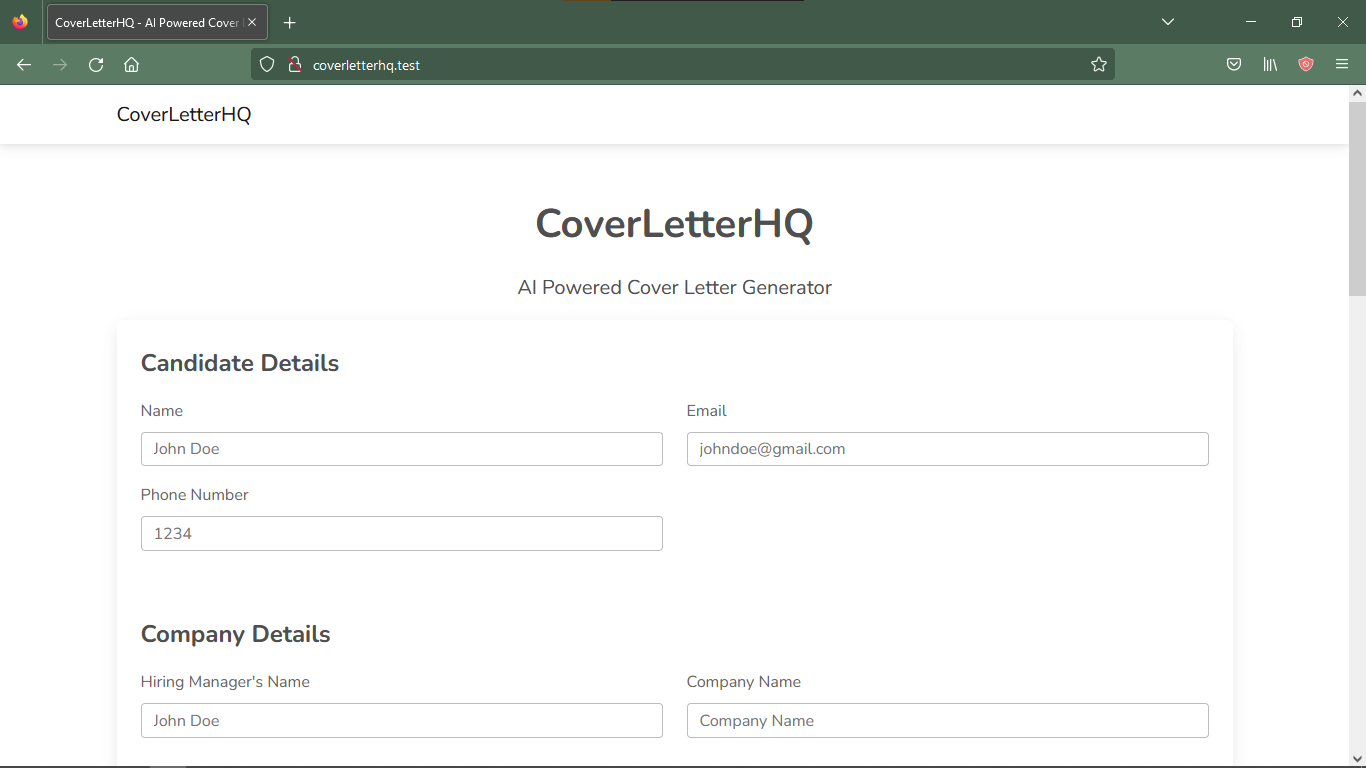 CoverLetterHQ - AI Powered Cover
coverletterhq.test
CoverLetterHQ
CoverLetterHQ
AI Powered Cover Letter Generator
Candidate Details
Name Email
John Doe johndoe@gmail.com
Phone Number
1234
Company Details
Hiring Manager's Name Company Name
John Doe Company Name